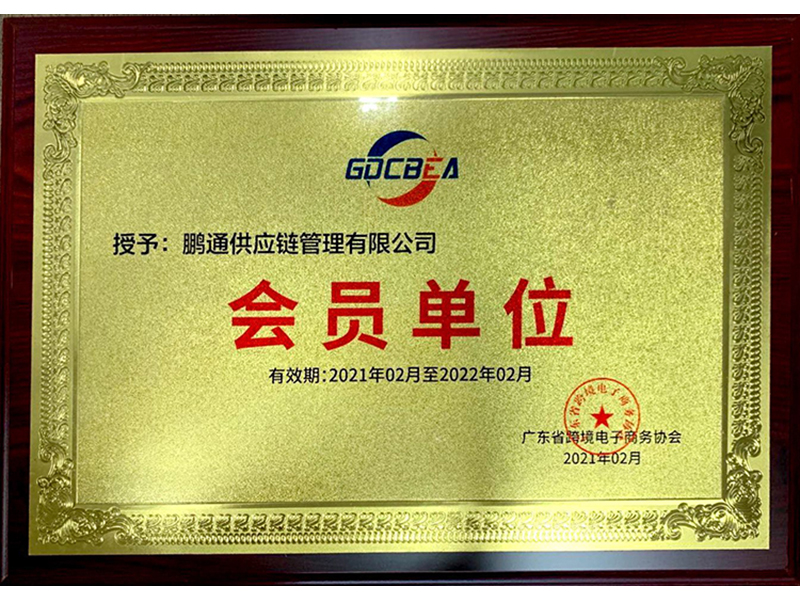 GDCBEA
授予：鹏通供应链管理有限公司
会员单位
有效期:2021年02月至2022年02月
广东省跨境电子商务协会
2021年02月